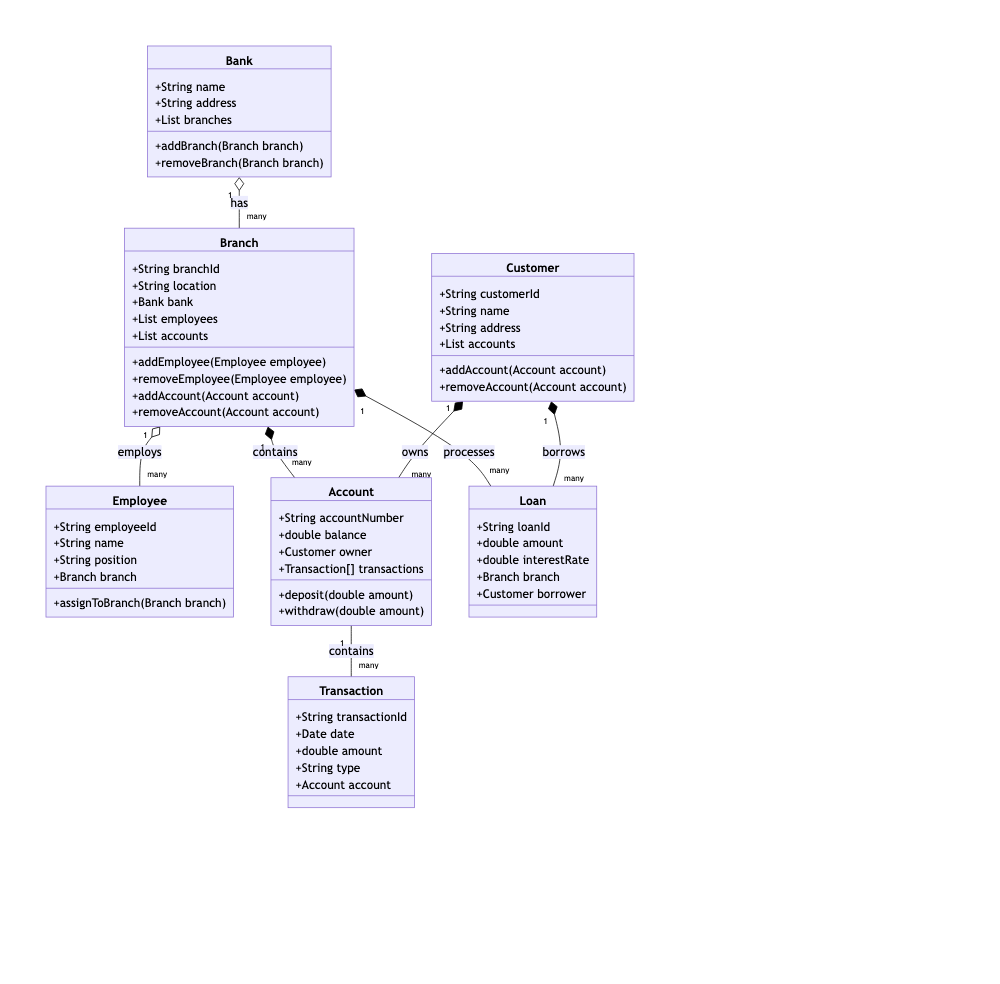 Bank
+String name
+String address
+List branches
+addBranch(Branch branch)
+removeBranch(Branch branch)
1
has
many
Branch
+String branchId
+String location
+Bank bank
+List employees
+List accounts
+addEmployee(Employee employee)
+removeEmployee(Employee employee)
+addAccount(Account account)
+removeAccount(Account account)
Customer
+String customerId
+String name
+String address
+List accounts
+addAccount(Account account)
+removeAccount(Account account)
1
employs
many
1
contains
many
1
owns
many
1
processes
many
1
borrows
many
Employee
+String employeeId
+String name
+String position
+Branch branch
+assignToBranch(Branch branch)
Account
+String accountNumber
+double balance
+Customer owner
+Transaction[] transactions
+deposit(double amount)
+withdraw(double amount)
Loan
+String loanId
+double amount
+double interestRate
+Branch branch
+Customer borrower
1
contains
many
Transaction
+String transactionId
+Date date
+double amount
+String type
+Account account